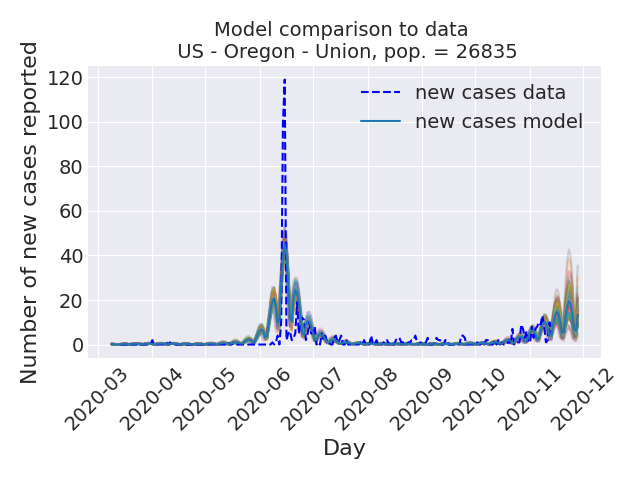 Model comparison to data
US - Oregon - Union, pop. = 26835
Number of new cases reported
120
100
80
60
40
20
0
new cases data
new cases model
2020-03
2020-04
2020-05
2020-06
2020-07
2020-08
2020-09
2020-10
2020-11
2020-12
Day